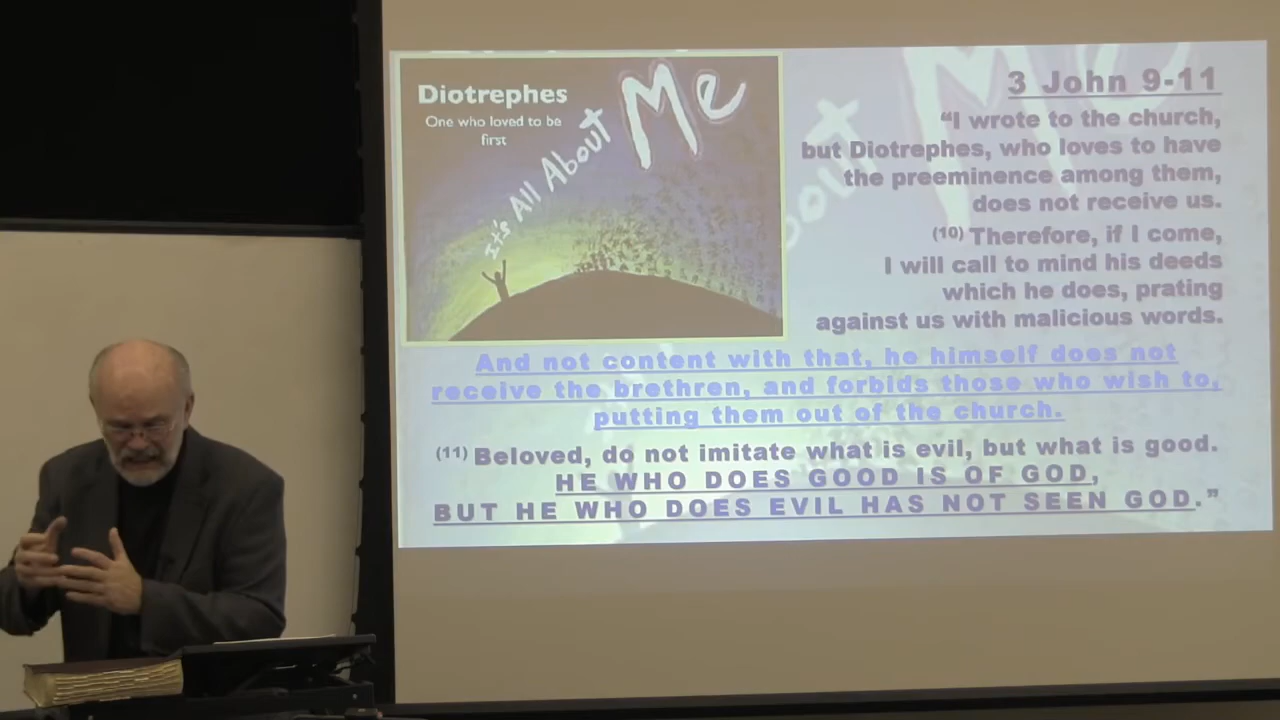 Diotrephes
One who loved to be
first
It's All About Me
3 John 9-11
“I wrote to the church,
but Diotrephes, who loves to have
the preeminence among them,
does not receive us.
(10) Therefore, if I come,
I will call to mind his deeds
which he does, prating
against us with malicious words.
And not content with that, he himself does not
receive the brethren, and forbids those who wish to,
putting them out of the church.
(11) Beloved, do not imitate what is evil, but what is good.
HE WHO DOES GOOD IS OF GOD,
BUT HE WHO DOES EVIL HAS NOT SEEN GOD.”